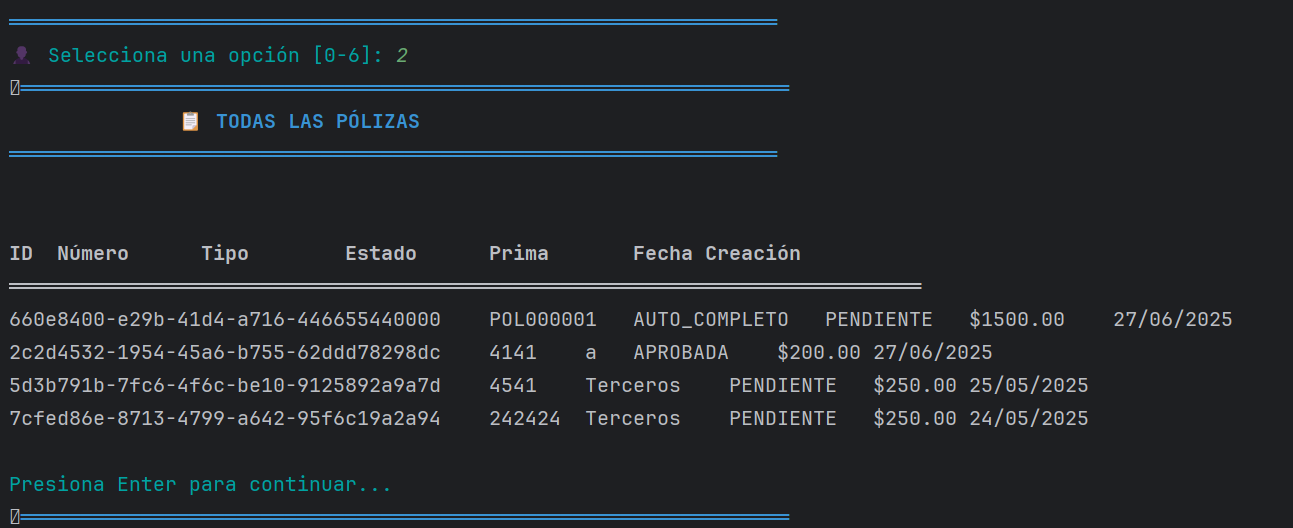 Selecciona una opción [0-6]: 2
TODAS LAS PÓLIZAS
ID Número Tipo Estado Prima Fecha Creación
660e8400-e29b-41d4-a716-446655440000 POL000001 AUTO_COMPLETO PENDIENTE $1500.00 27/06/2025
2c2d4532-1954-45a6-b755-62ddd78298dc 4141 a APROBADA $200.00 27/06/2025
5d3b791b-7fc6-4f6c-be10-9125892a9a7d 4541 Terceros PENDIENTE $250.00 25/05/2025
7cfed86e-8713-4799-a642-95f6c19a2a94 242424 Terceros PENDIENTE $250.00 24/05/2025
Presiona Enter para continuar...